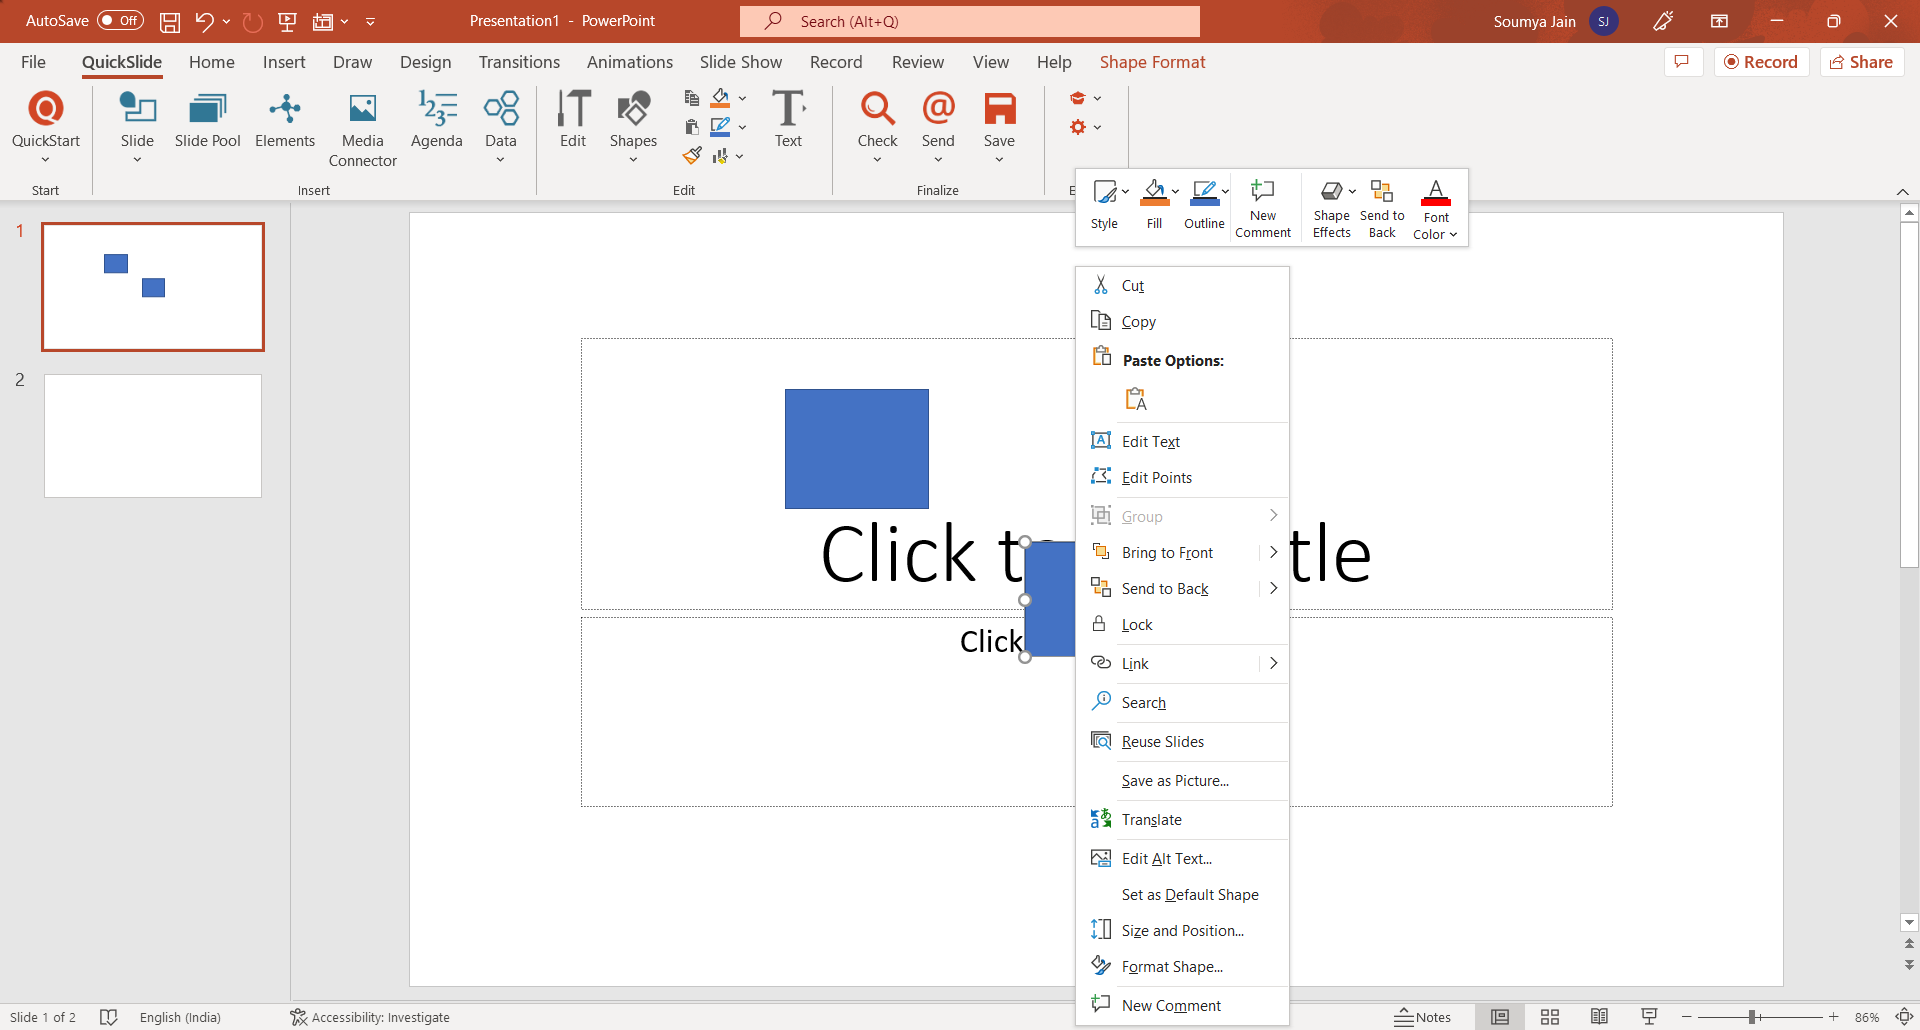 AutoSave Off
Presentation1 - PowerPoint
Search (Alt+Q)
Soumya Jain SJ
File QuickSlide Home Insert Draw Design Transitions Animations Slide Show Record Review View Help Shape Format
Record Share
QuickStart
Slide
Slide Pool
Elements
Media
Connector
Agenda
Data
Edit
Shapes
Text
Check
Send
Save
Start
Insert
Edit
Finalize
E
Style
Fill
Outline
New
Comment
Shape
Effects
Send to
Back
Font
Color
1
2
Click t
tle
Click
Cut
Copy
Paste Options:
Edit Text
Edit Points
Group
Bring to Front
Send to Back
Lock
Link
Search
Reuse Slides
Save as Picture...
Translate
Edit Alt Text...
Set as Default Shape
Size and Position...
Format Shape...
New Comment
Slide 1 of 2
English (India)
Accessibility: Investigate
Notes
86%